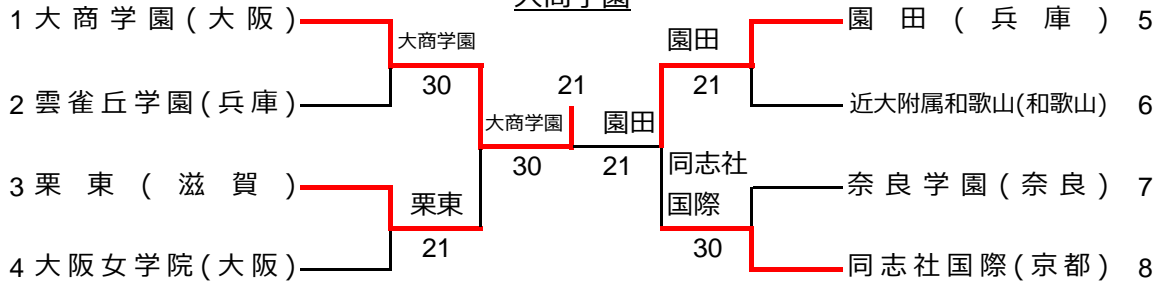 大商学園
1 大商学園(大阪)
大商学園
30
2 雲雀丘学園(兵庫)
大商学園
30
3 栗東(滋賀)
栗東
21
4 大阪女学院(大阪)
21
園田
21
園田(兵庫) 5
園田
21
近大附属和歌山(和歌山) 6
奈良学園(奈良) 7
同志社
国際
30
同志社国際(京都) 8